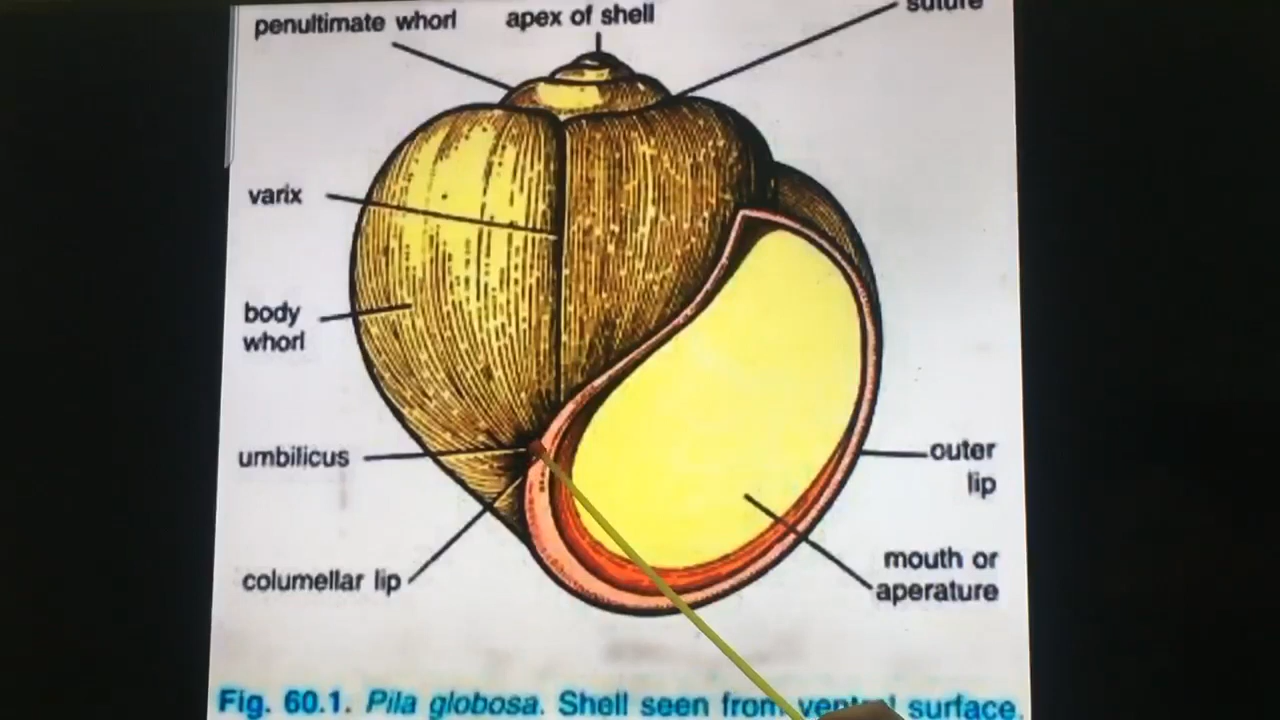 penultimate whorl
apex of shell
suture
varix
body
whorl
umbilicus
columellar lip
outer
lip
mouth or
aperature
Fig. 60.1. Pila globosa. Shell seen from ventral surface.